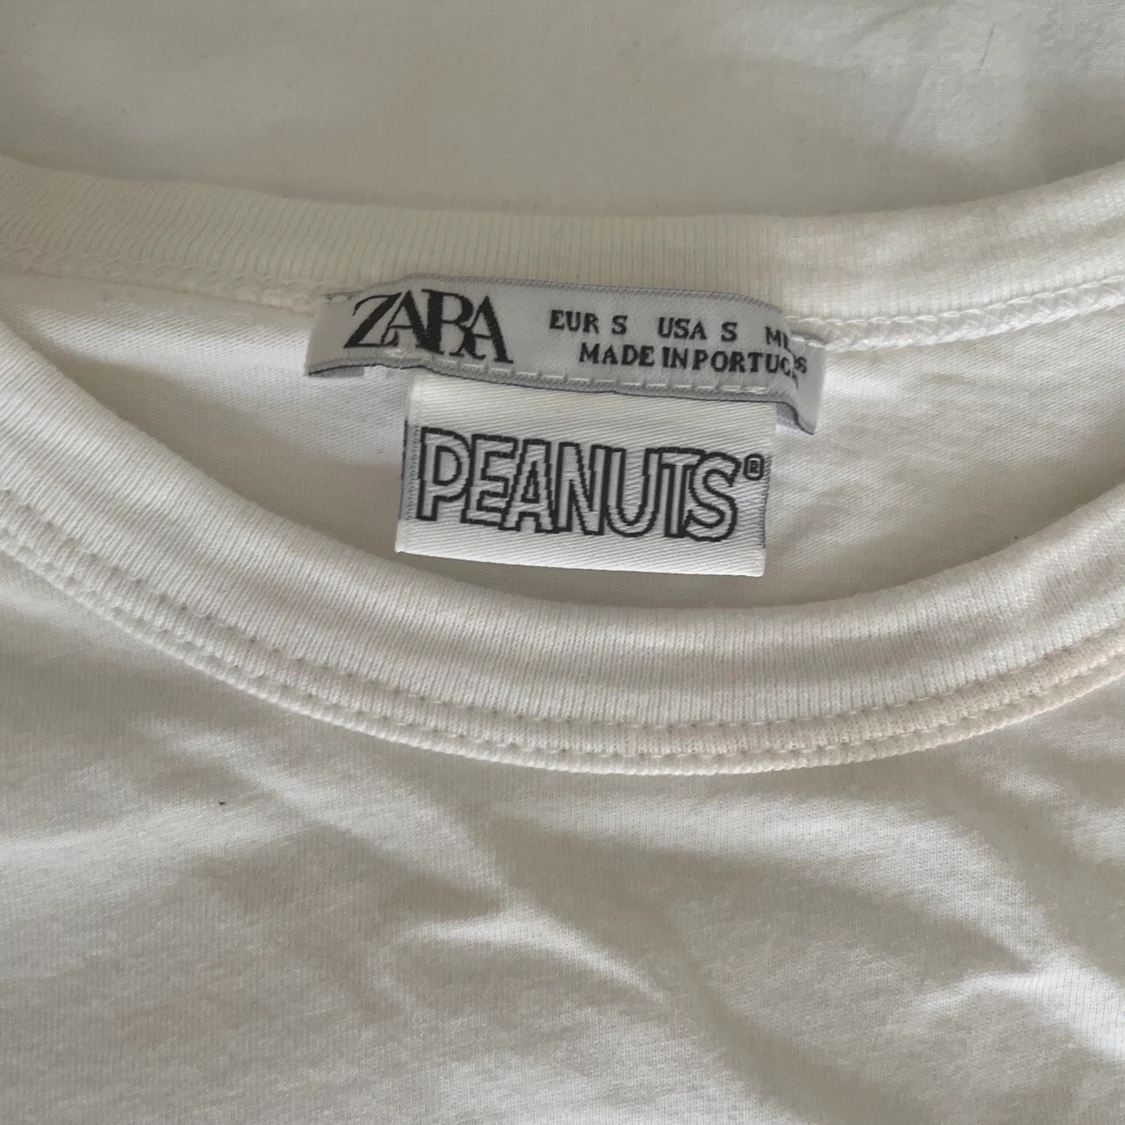 ZARA
EUR S USA S
MADE IN PORTUG
PEANUTS®